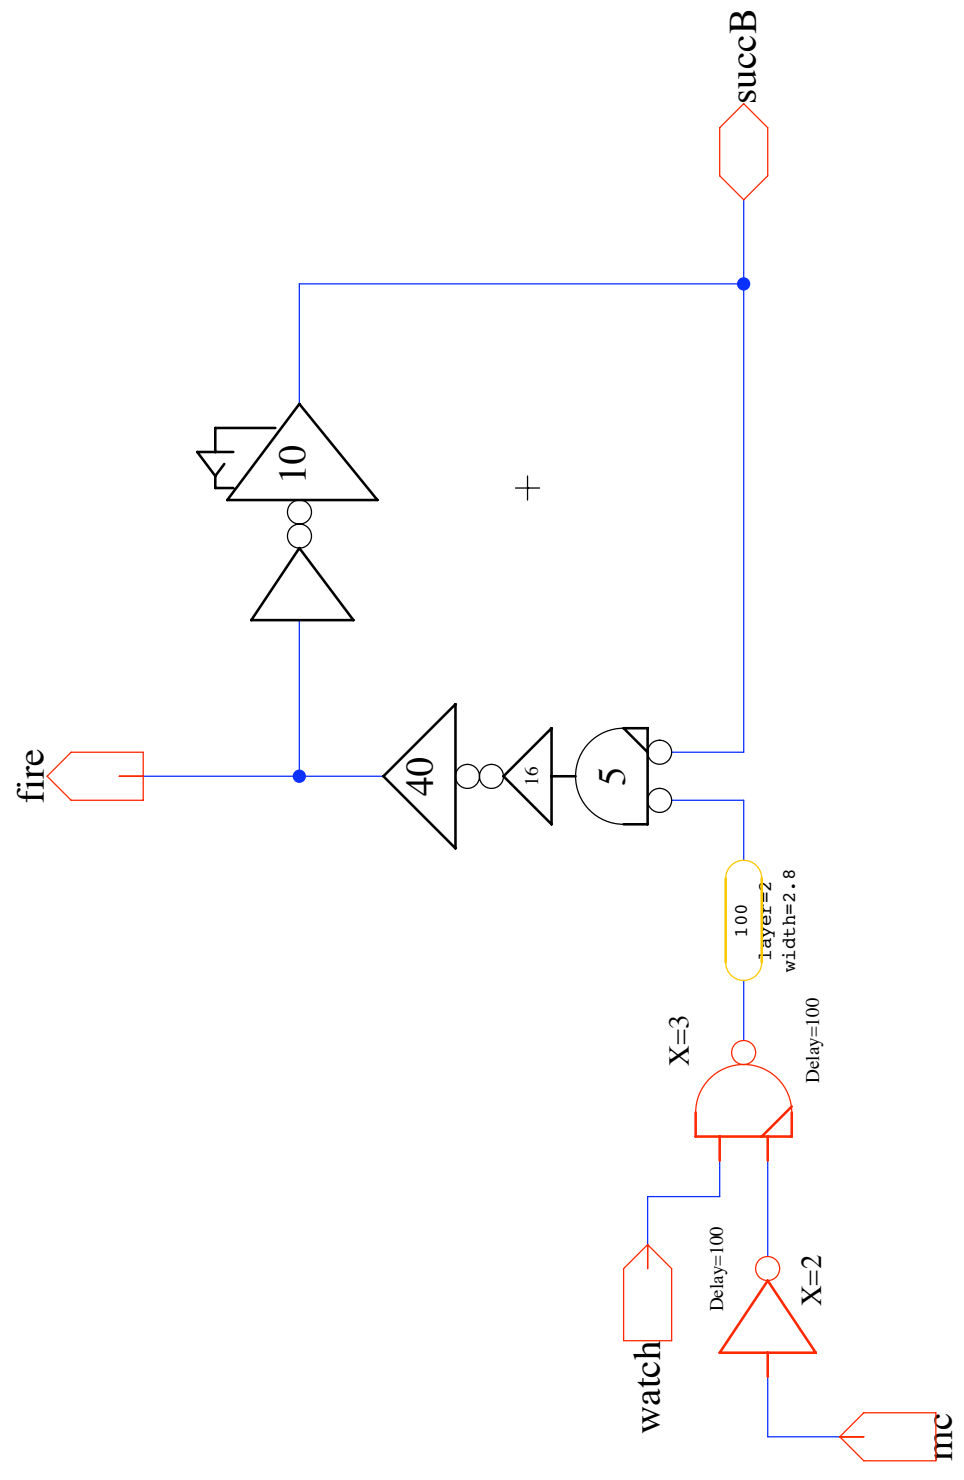 succB
10
fire
40
16
5
100
layer=2
width=2.8
X=3
Delay=100
Delay=100
X=2
watch
mc